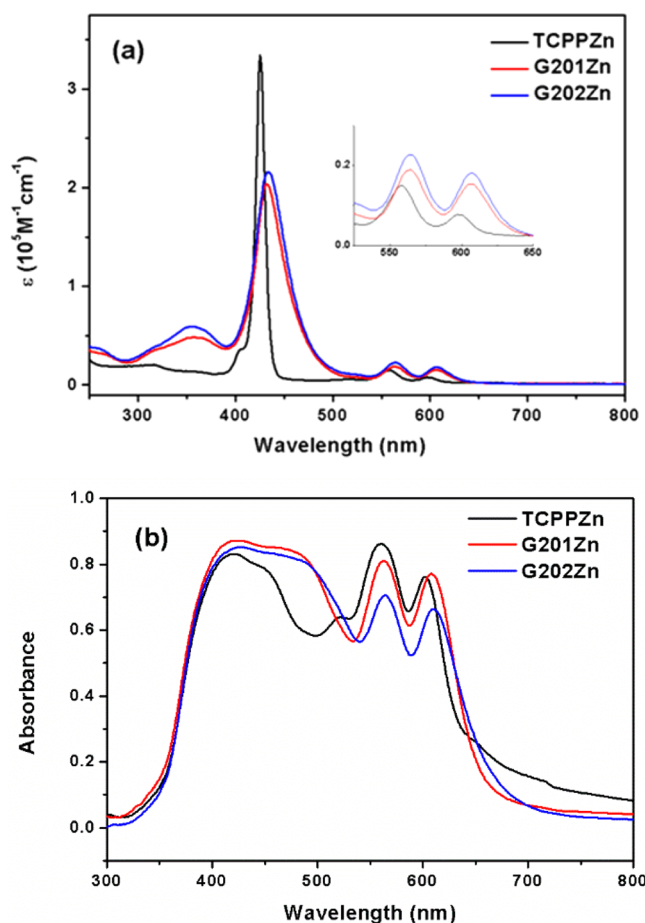 (a)
TCPPZn
G201Zn
G202Zn
ε (10⁵M⁻¹cm⁻¹)
3
2
1
0
0.2
0.0
550 600 650
300 400 500 600 700 800
Wavelength (nm)
(b)
TCPPZn
G201Zn
G202Zn
Absorbance
1.0
0.8
0.6
0.4
0.2
0.0
300 400 500 600 700 800
Wavelength (nm)